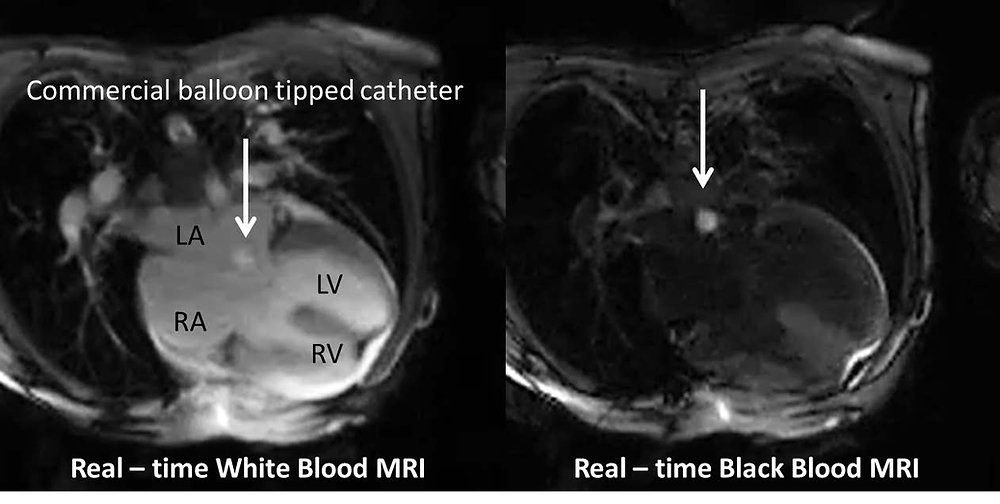 Commercial balloon tipped catheter
LA
LV
RA
RV
Real – time White Blood MRI
Real – time Black Blood MRI